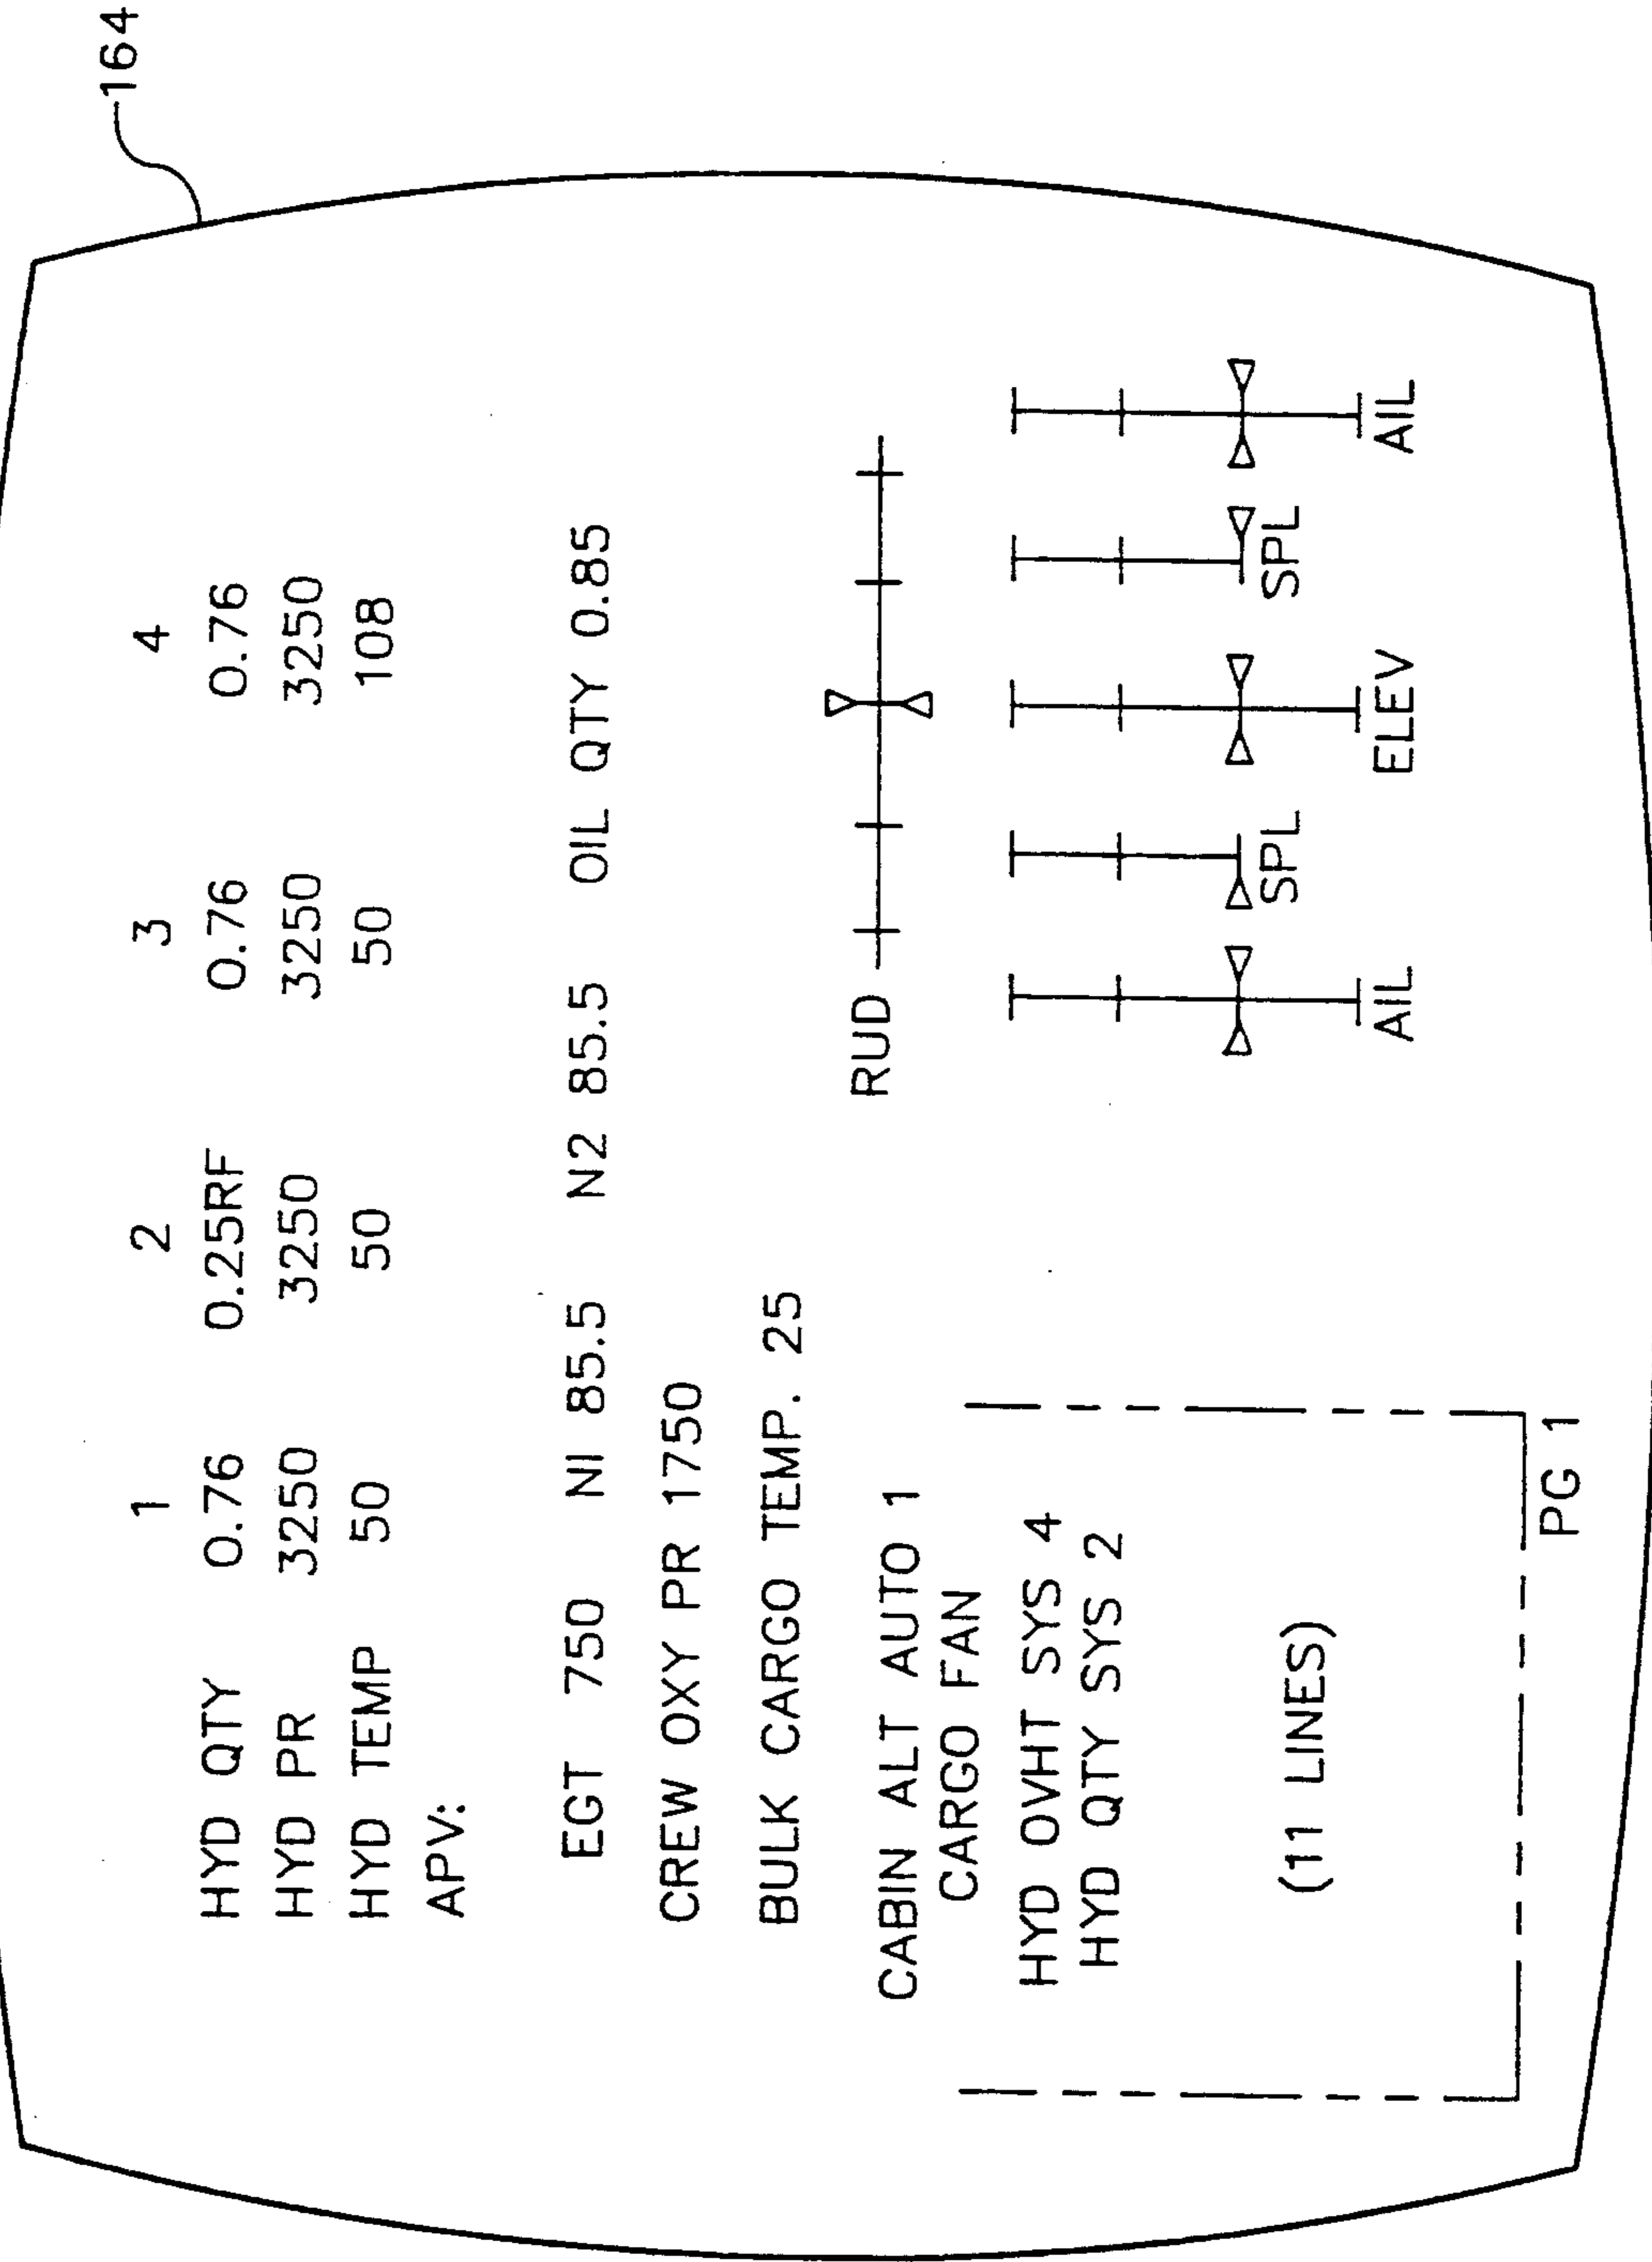 164
1 2 3 4
HYD QTY 0.76 0.25RF 0.76 0.76
HYD PR 3250 3250 3250 3250
HYD TEMP 50 50 50 108
APV:
EGT 750 NI 85.5 N2 85.5 OIL QTY 0.85
CREW OXY PR 1750
BULK CARGO TEMP. 25
CABIN ALT AUTO 1
CARGO FAN
HYD OVHT SYS 4
HYD QTY SYS 2
(11 LINES)
PG 1
RUD
SPL SPL
AIL ELEV AIL